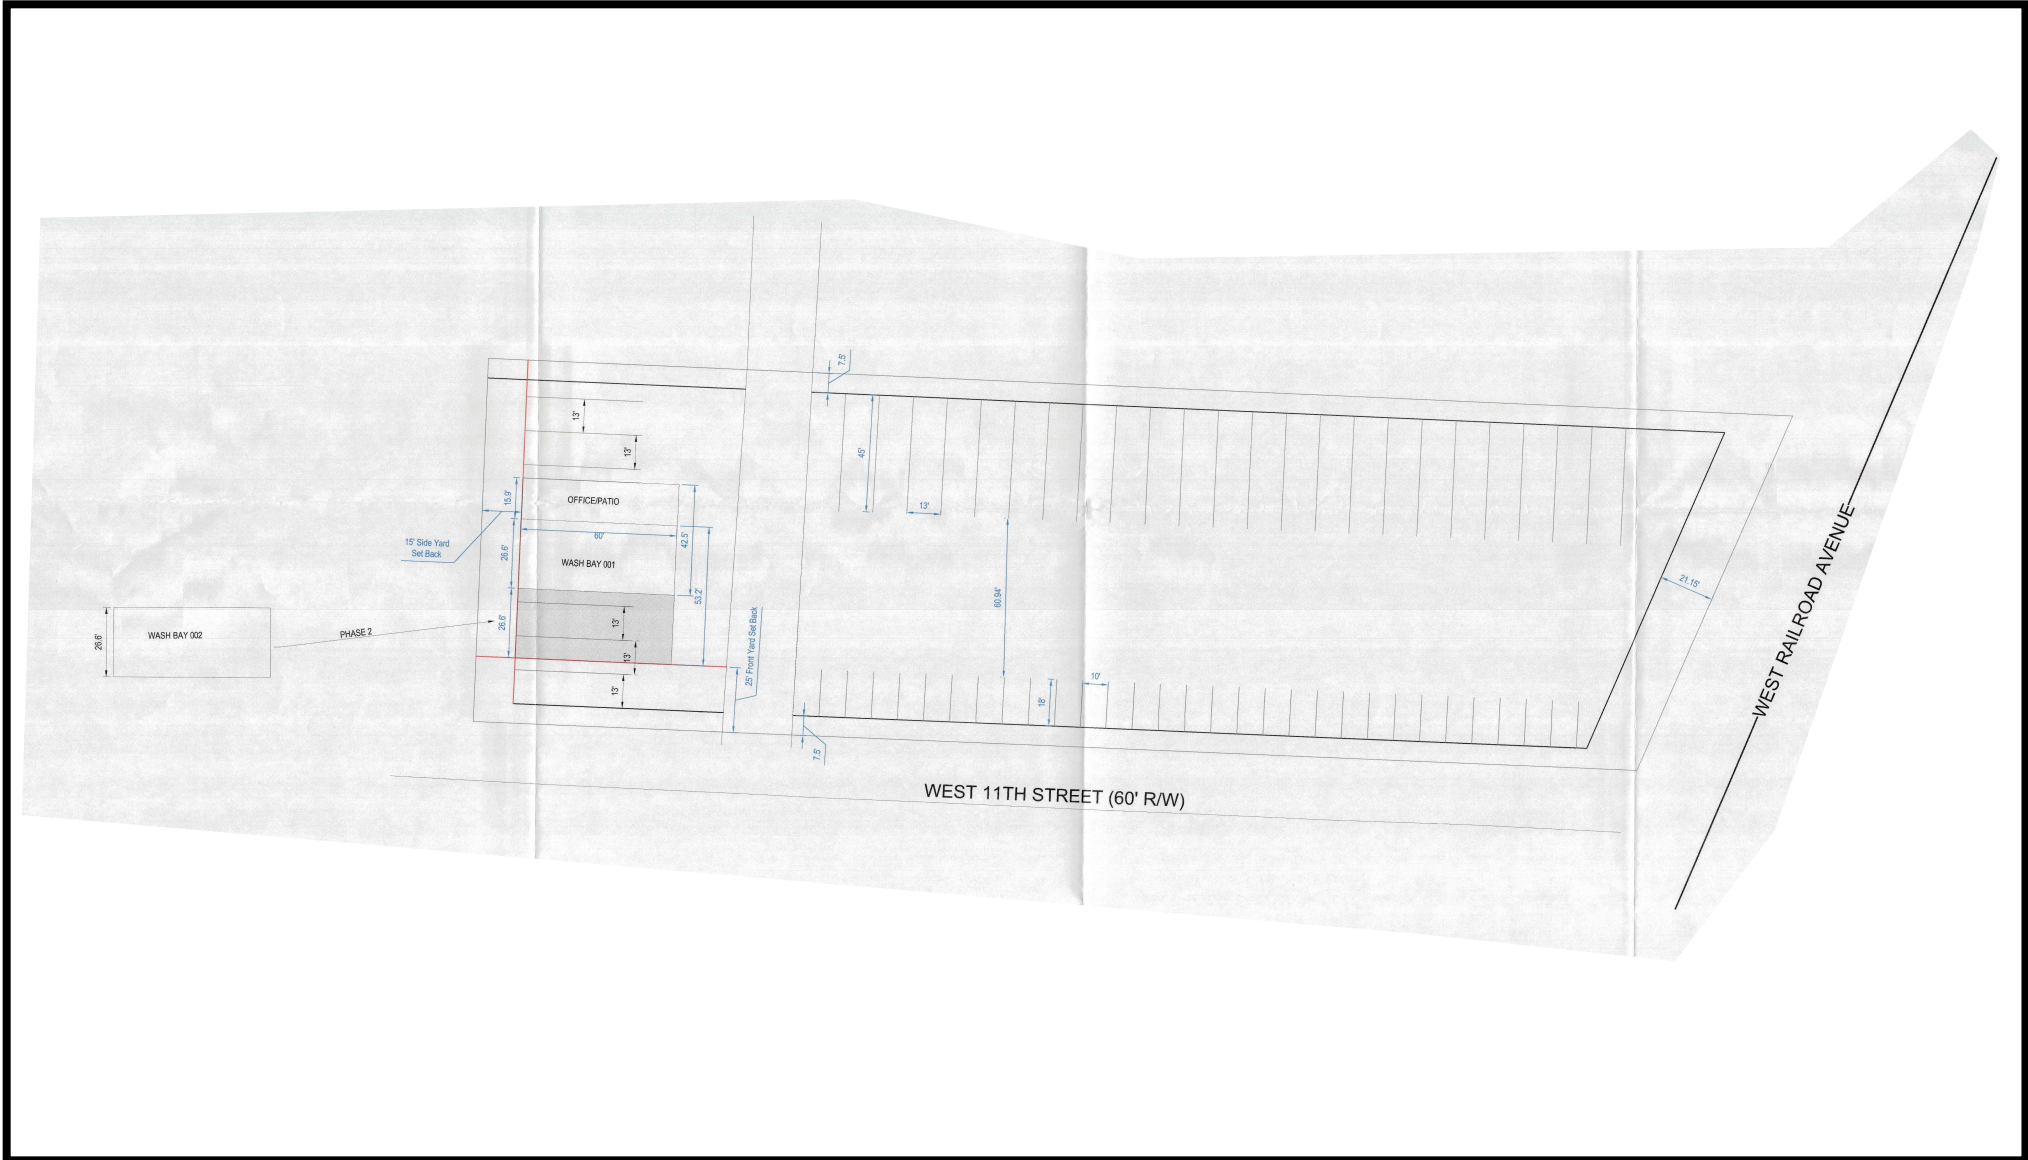 7.5'
13'
13'
45'
15.9'
OFFICE/PATIO
13'
60'
42.5'
15' Side Yard
Set Back
26.6'
WASH BAY 001
21.15'
53.2'
60.94'
26.6'
13'
26.6'
WASH BAY 002
PHASE 2
13'
25' Front Yard Set Back
WEST RAILROAD AVENUE
10'
13'
18'
7.5'
WEST 11TH STREET (60' R/W)